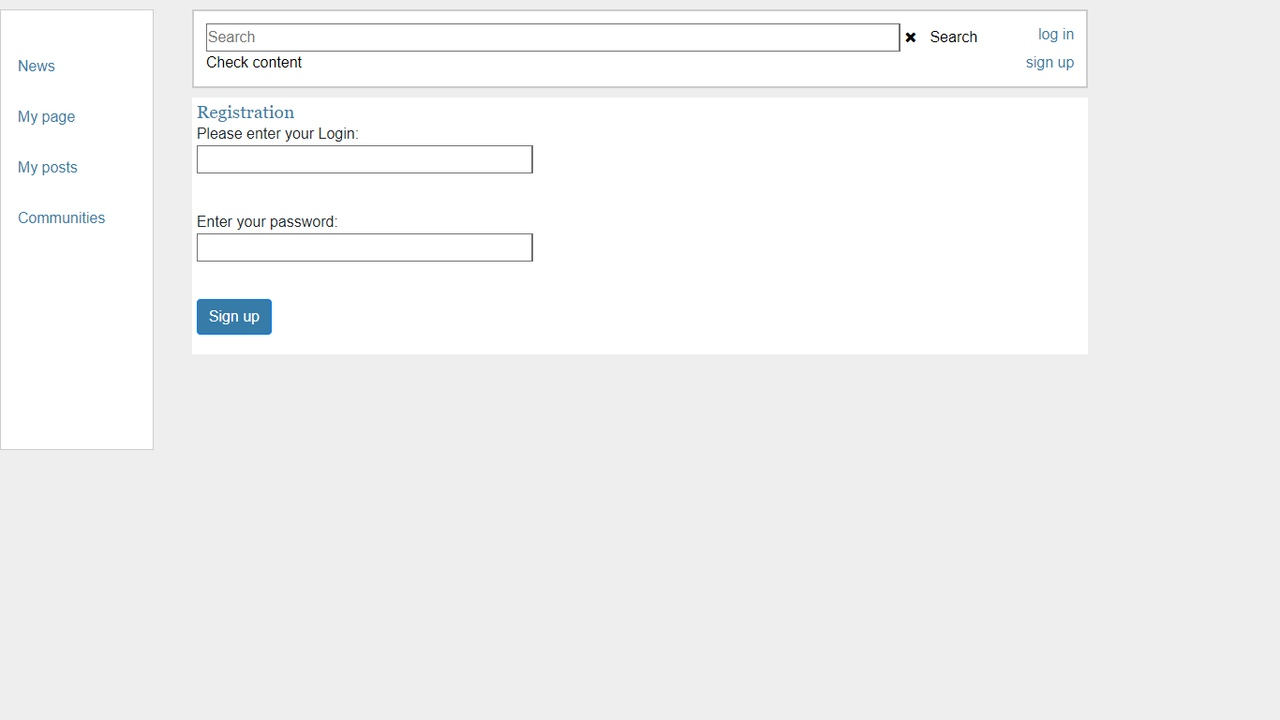 News
My page
My posts
Communities
Search
✖ Search
log in
Check content
sign up
Registration
Please enter your Login:
Enter your password:
Sign up